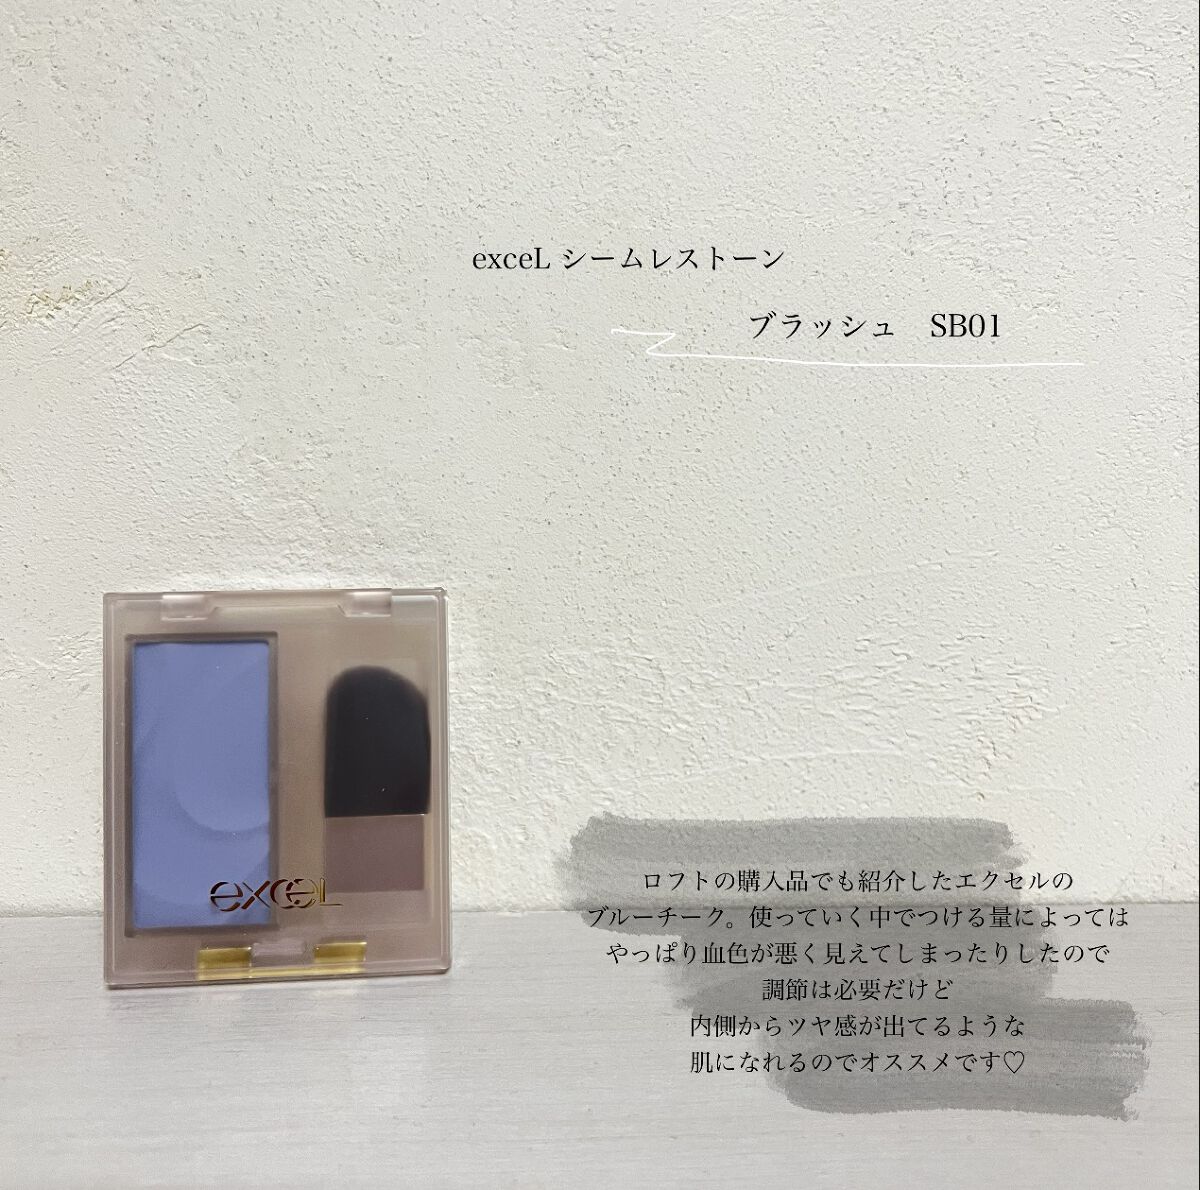 exceL シームレストーン
ブラッシュ　SB01
excel
ロフトの購入品でも紹介したエクセルの
ブルーチーク。使っていく中でつける量によっては
やっぱり血色が悪く見えてしまったりしたので
調節は必要だけど
内側からツヤ感が出てるような
肌になれるのでオススメです♡